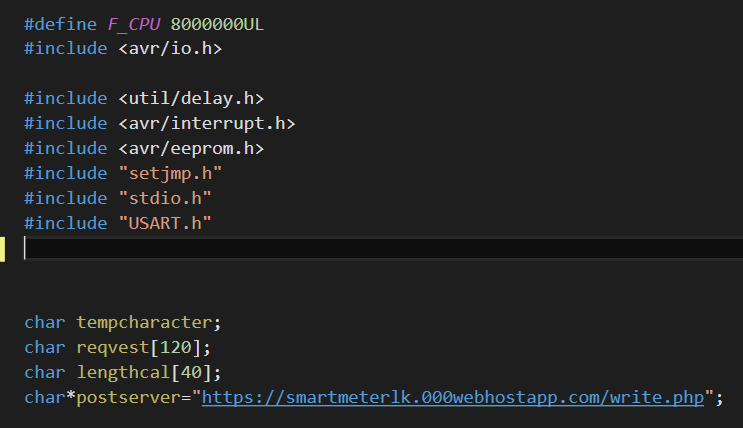 #define F_CPU 8000000UL
#include <avr/io.h>
#include <util/delay.h>
#include <avr/interrupt.h>
#include <avr/eeprom.h>
#include "setjmp.h"
#include "stdio.h"
#include "USART.h"
char tempcharacter;
char reqvest[120];
char lengthcal[40];
char*postserver="https://smartmeterlk.000webhostapp.com/write.php";